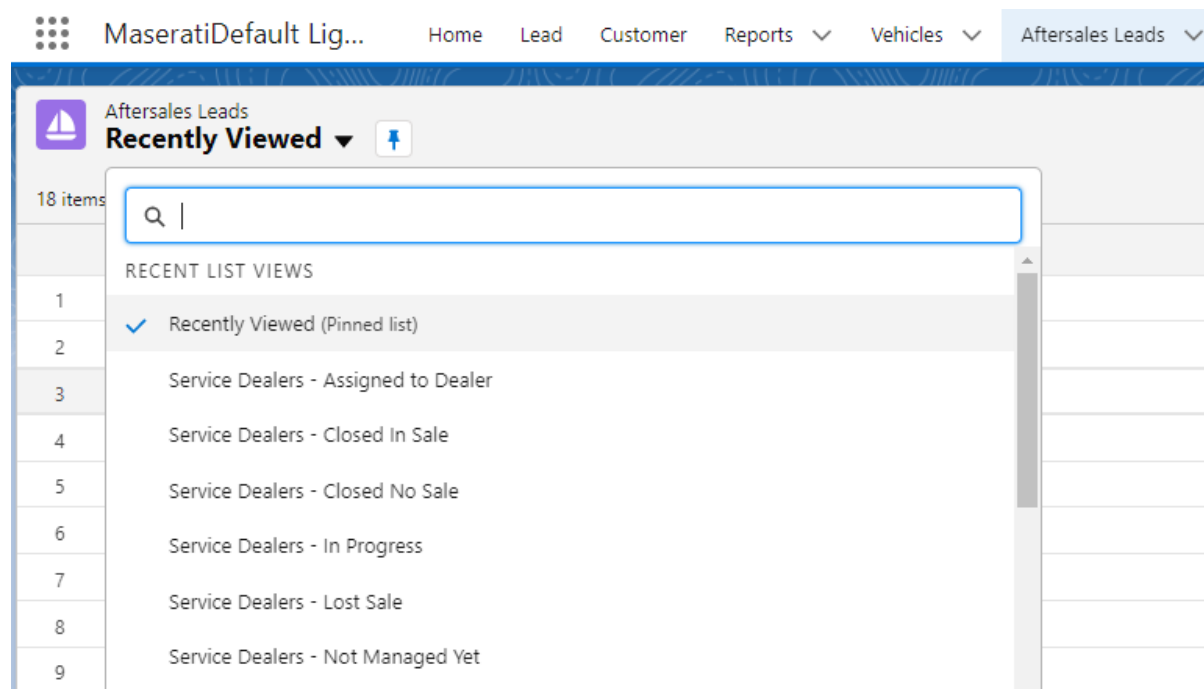 MaseratiDefault Lig... Home Lead Customer Reports Vehicles Aftersales Leads
Aftersales Leads
Recently Viewed
18 items
RECENT LIST VIEWS
1
Recently Viewed (Pinned list)
2
Service Dealers - Assigned to Dealer
3
Service Dealers - Closed In Sale
4
Service Dealers - Closed No Sale
5
Service Dealers - In Progress
6
7
Service Dealers - Lost Sale
8
Service Dealers - Not Managed Yet
9